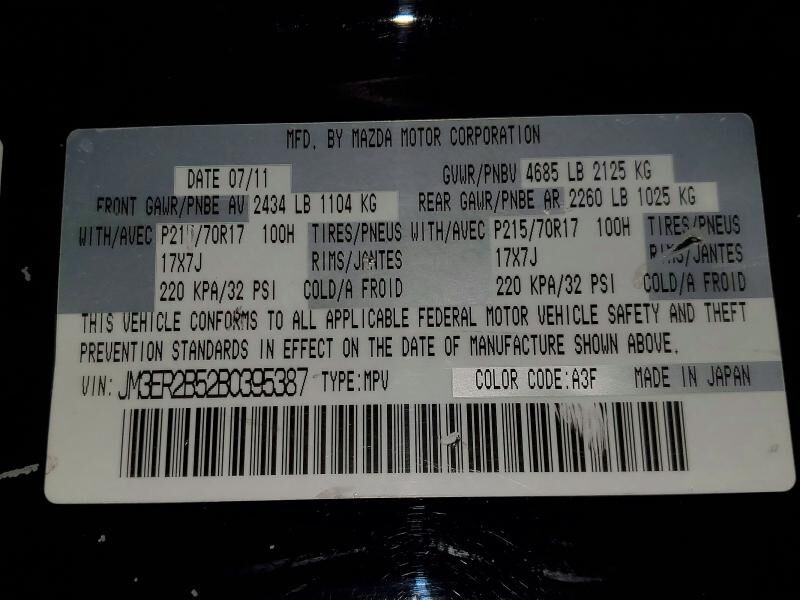 MFD. BY MAZDA MOTOR CORPORATION
DATE 07/11 GVWR/PNBV 4685 LB 2125 KG
FRONT GAWR/PNBE AV 2434 LB 1104 KG REAR GAWR/PNBE AR 2260 LB 1025 KG
WITH/AVEC P215/70R17 100H TIRES/PNEUS WITH/AVEC P215/70R17 100H TIRES/PNEUS
17X7J RIMS/JANTES 17X7J RIMS/JANTES
220 KPA/32 PSI COLD/A FROID 220 KPA/32 PSI COLD/A FROID
THIS VEHICLE CONFORMS TO ALL APPLICABLE FEDERAL MOTOR VEHICLE SAFETY AND THEFT
PREVENTION STANDARDS IN EFFECT ON THE DATE OF MANUFACTURE SHOWN ABOVE.
VIN: JM3ER2B52B0395387 TYPE:MPV COLOR CODE:A3F MADE IN JAPAN